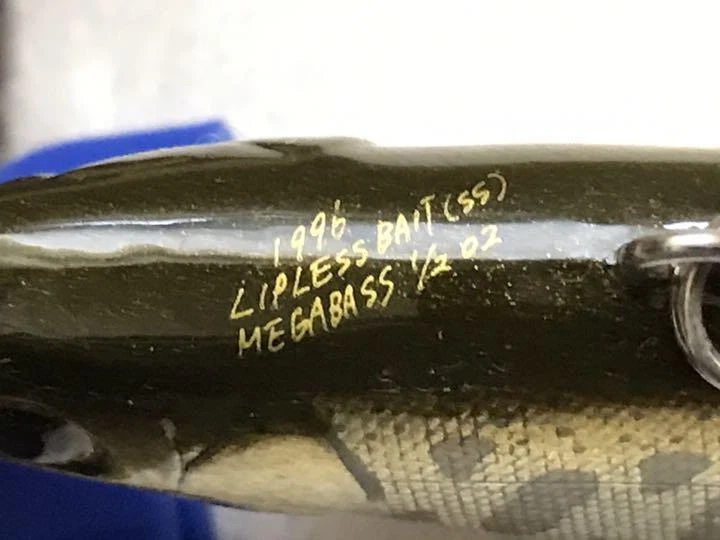 1996
LIPLESS BAIT (SS)
MEGABASS 1/2 OZ